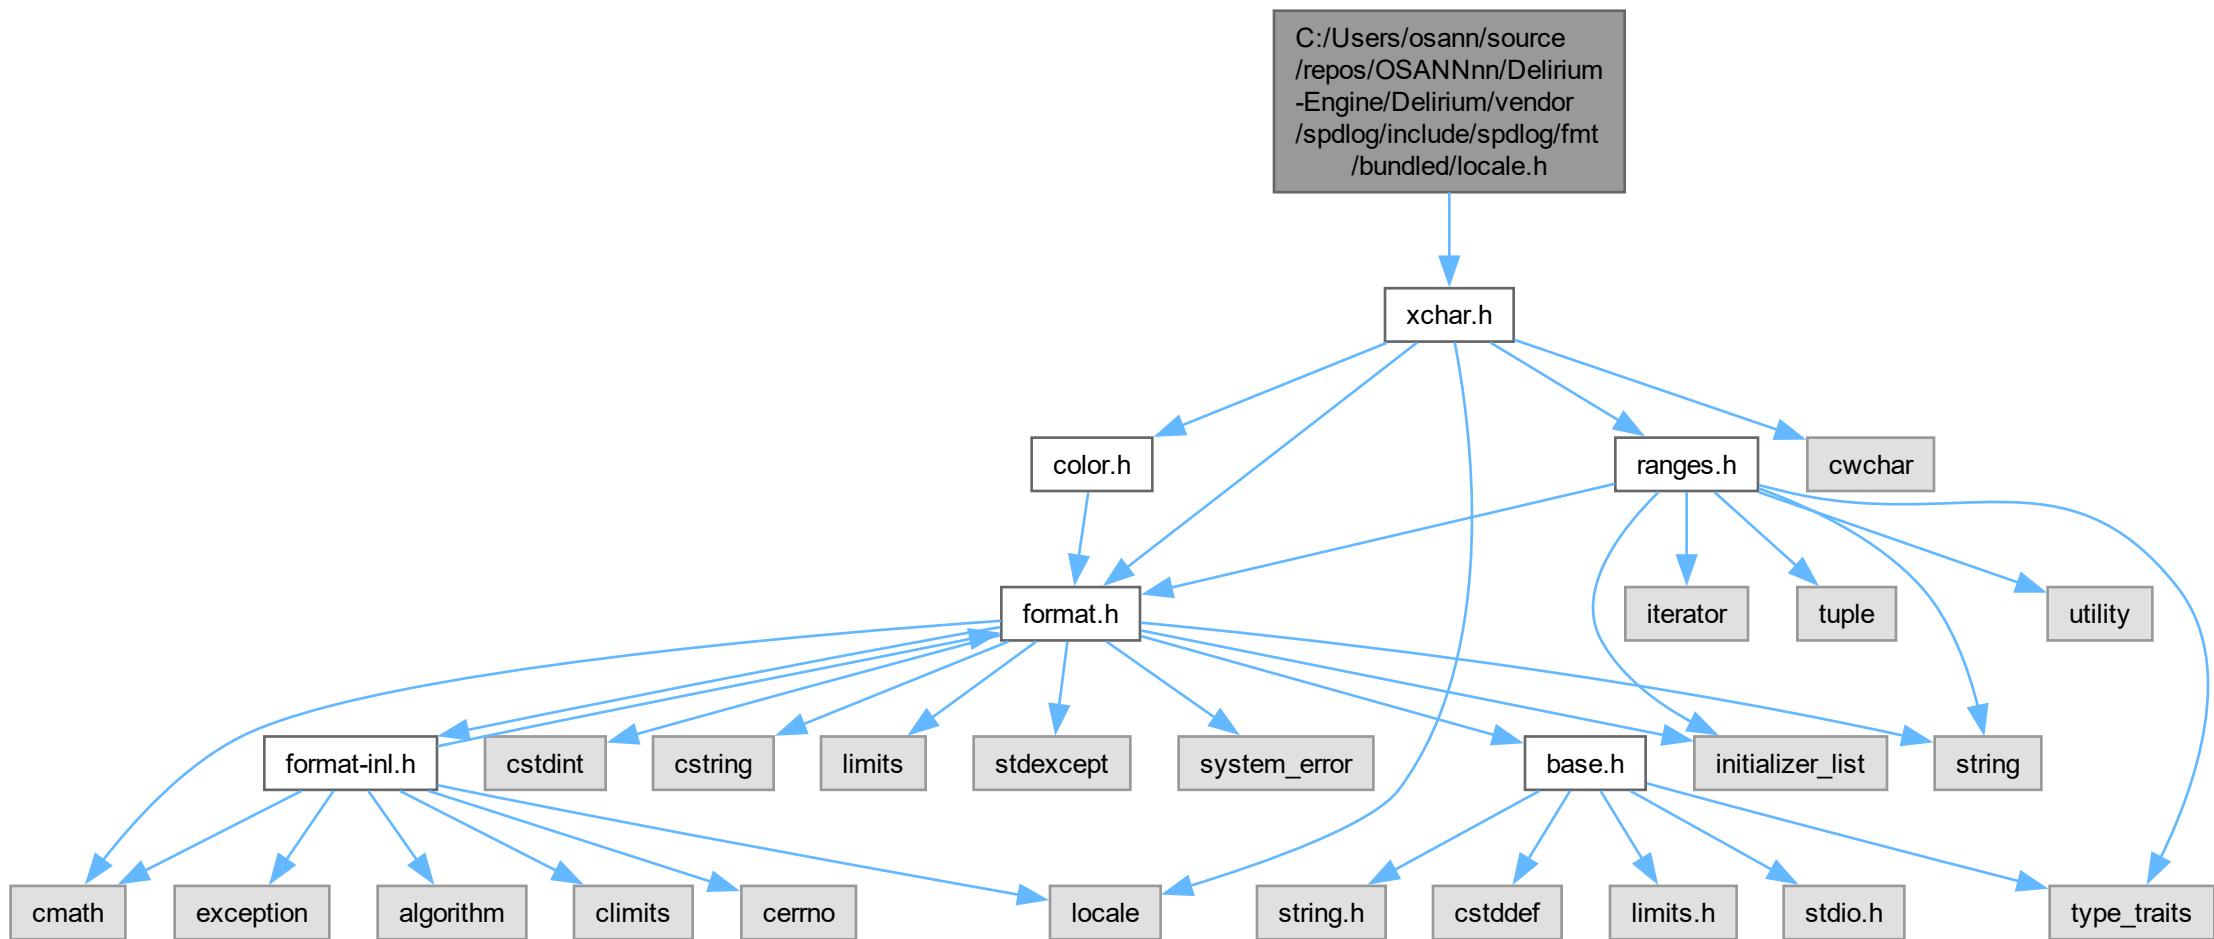 C:/Users/osann/source
/repos/OSANNnn/Delirium
-Engine/Delirium/vendor
/spdlog/include/spdlog/fmt
/bundled/locale.h
xchar.h
color.h
ranges.h
cwchar
format.h
iterator
tuple
utility
format-inl.h
cstdint
cstring
limits
stdexcept
system_error
base.h
initializer_list
string
cmath
exception
algorithm
climits
cerrno
locale
string.h
cstddef
limits.h
stdio.h
type_traits